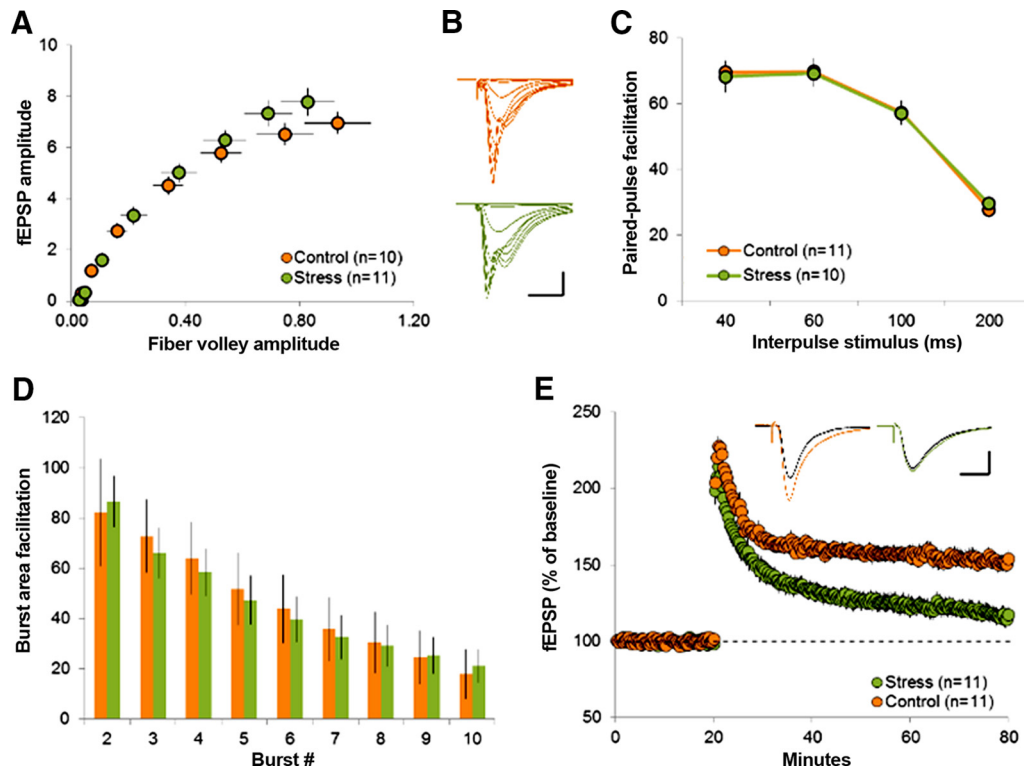 A
fEPSP amplitude
10
8
6
4
2
0
0.00 0.40 0.80 1.20
Fiber volley amplitude
Control (n=10)
Stress (n=11)
B
C
Paired-pulse facilitation
80
60
40
20
0
40 60 100 200
Interpulse stimulus (ms)
Control (n=11)
Stress (n=10)
D
Burst area facilitation
120
100
80
60
40
20
0
2 3 4 5 6 7 8 9 10
Burst #
E
fEPSP (% of baseline)
250
200
150
100
50
0 20 40 60 80
Minutes
Stress (n=11)
Control (n=11)